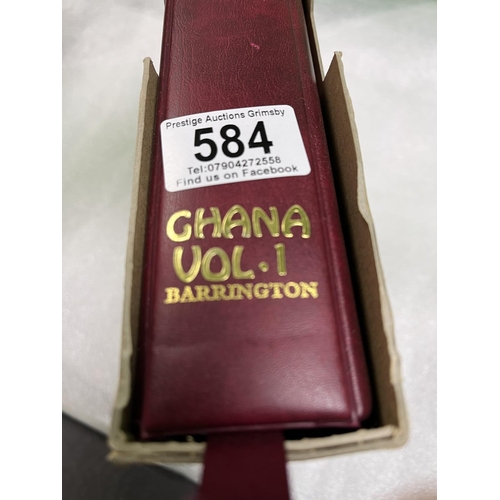 Prestige Auctions Grimsby
584
Tel:07904272558
Find us on Facebook
GHANA
VOL.1
BARRINGTON